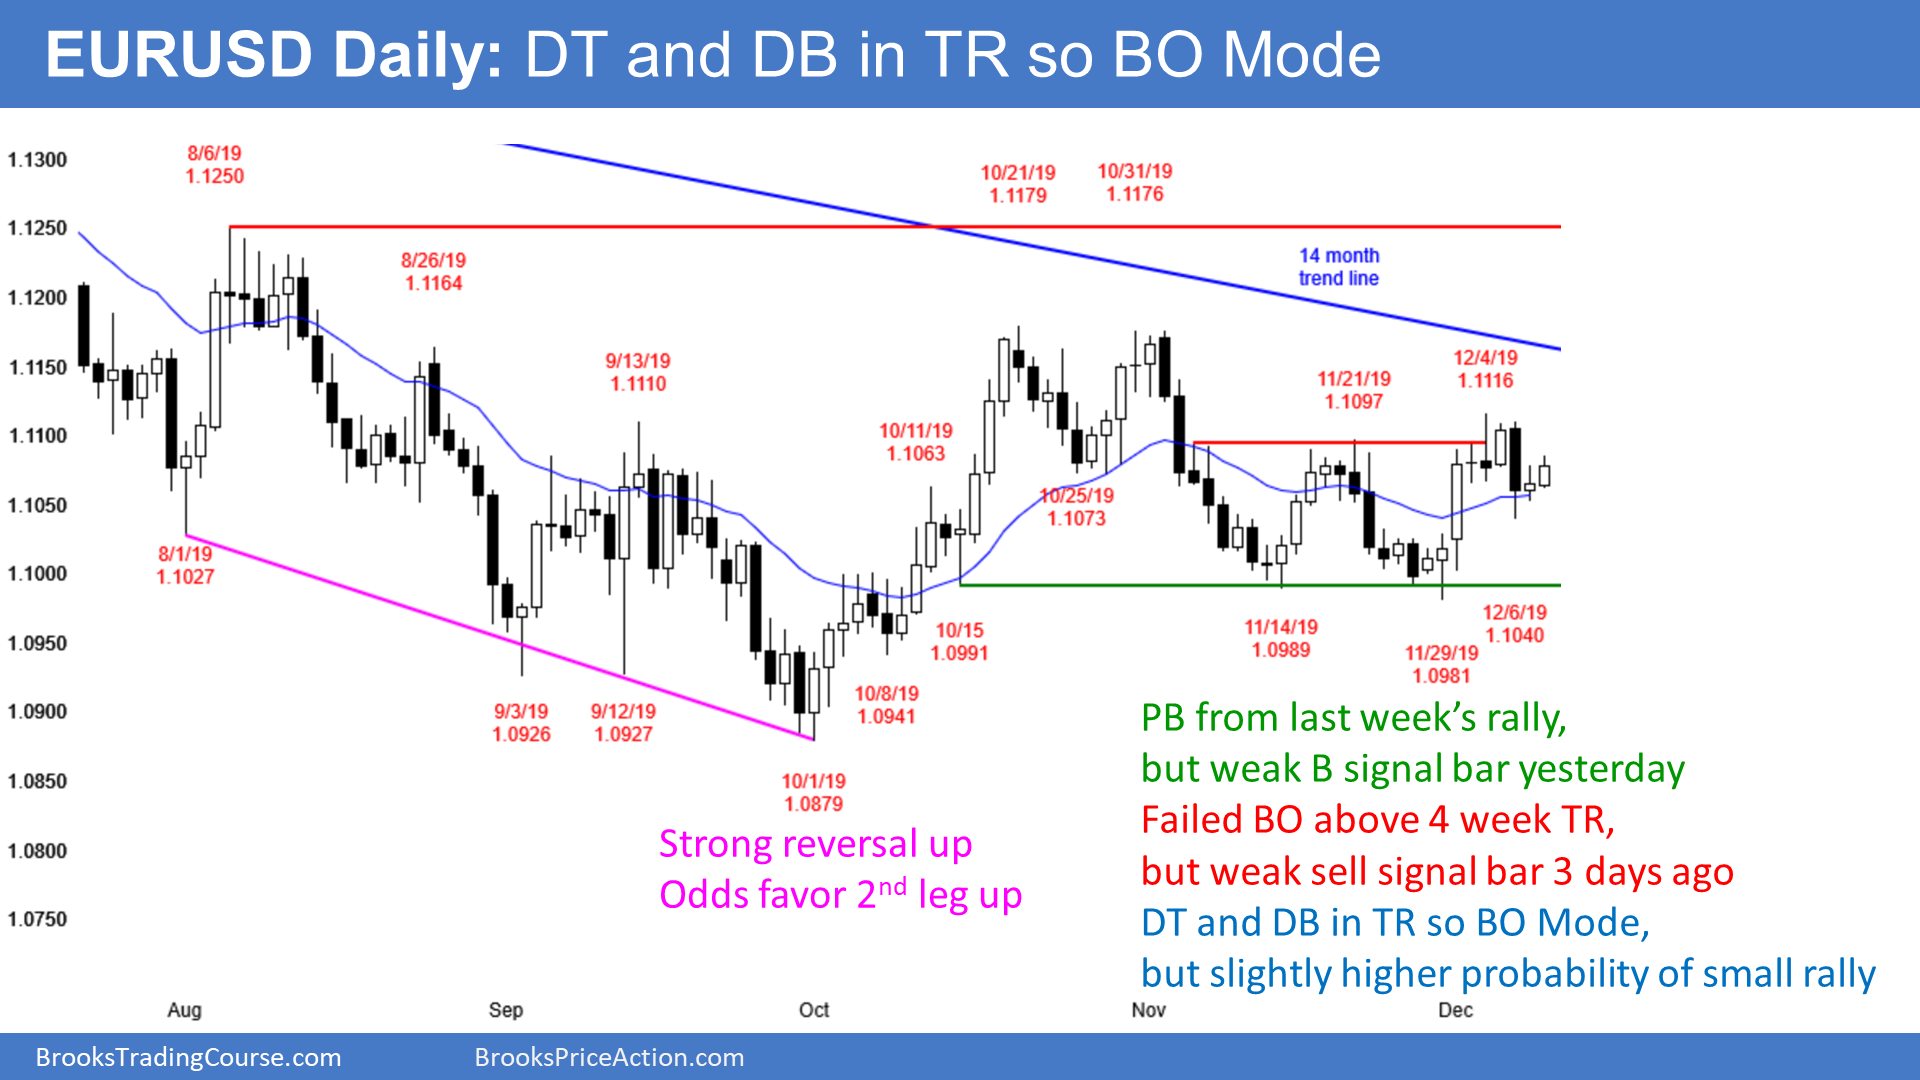 EURUSD Daily: DT and DB in TR so BO Mode
1.1300
1.1250
1.1200
1.1150
1.1100
1.1050
1.1000
1.0950
1.0900
1.0850
1.0800
1.0750
8/6/19
1.1250
8/26/19
1.1164
9/13/19
1.1110
10/11/19
1.1063
10/21/19
1.1179
10/31/19
1.1176
14 month
trend line
11/21/19
1.1097
12/4/19
1.1116
10/25/19
1.1073
8/1/19
1.1027
9/3/19
1.0926
9/12/19
1.0927
10/1/19
1.0879
10/8/19
1.0941
10/15
1.0991
11/14/19
1.0989
11/29/19
1.0981
12/6/19
1.1040
Strong reversal up
Odds favor 2nd leg up
PB from last week’s rally,
but weak B signal bar yesterday
Failed BO above 4 week TR,
but weak sell signal bar 3 days ago
DT and DB in TR so BO Mode,
but slightly higher probability of small rally
Aug
Sep
Oct
Nov
Dec
BrooksTradingCourse.com
BrooksPriceAction.com